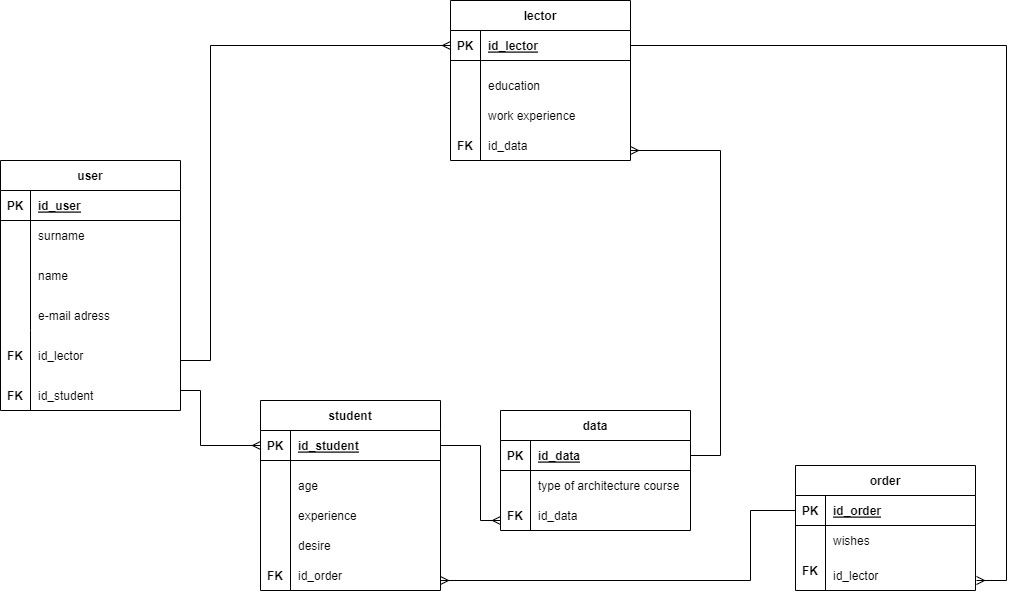 lector
PK id_lector
education
work experience
FK id_data
user
PK id_user
surname
name
e-mail adress
FK id_lector
FK id_student
student
PK id_student
age
experience
desire
FK id_order
data
PK id_data
type of architecture course
FK id_data
order
PK id_order
wishes
FK id_lector